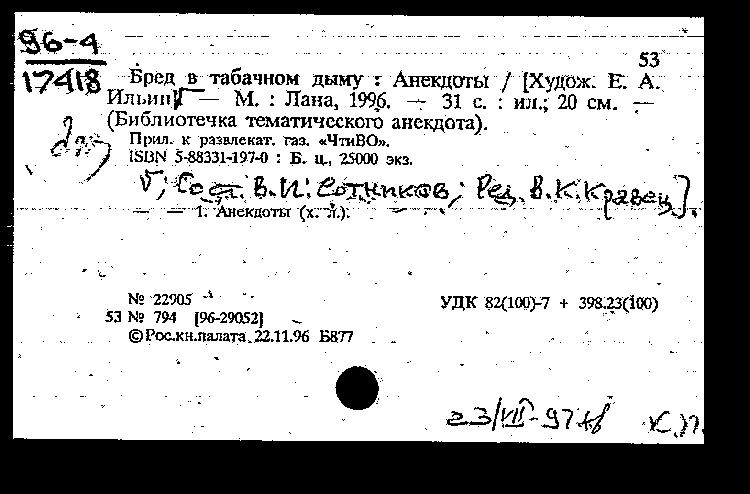 96-4
17418
53
Бред в табачном дыму : Анекдоты / [Худож. Е. А.
Ильин] — М. : Лана, 1996. — 31 с. : ил.; 20 см. —
(Библиотечка тематического анекдота).
Прил. к развлекат. газ. «ЧтиВО».
ISBN 5-88331-197-0 : Б. ц., 25000 экз.
V; Сост. В.И. Сотников; Ред. В.К. Кравец].
— — 1. Анекдоты (х. л.).
№ 22905
УДК 82(100)-7 + 398.23(100)
53 № 794 [96-29052]
© Рос.кн.палата, 22.11.96 Б877
23/VII-97
К.П.